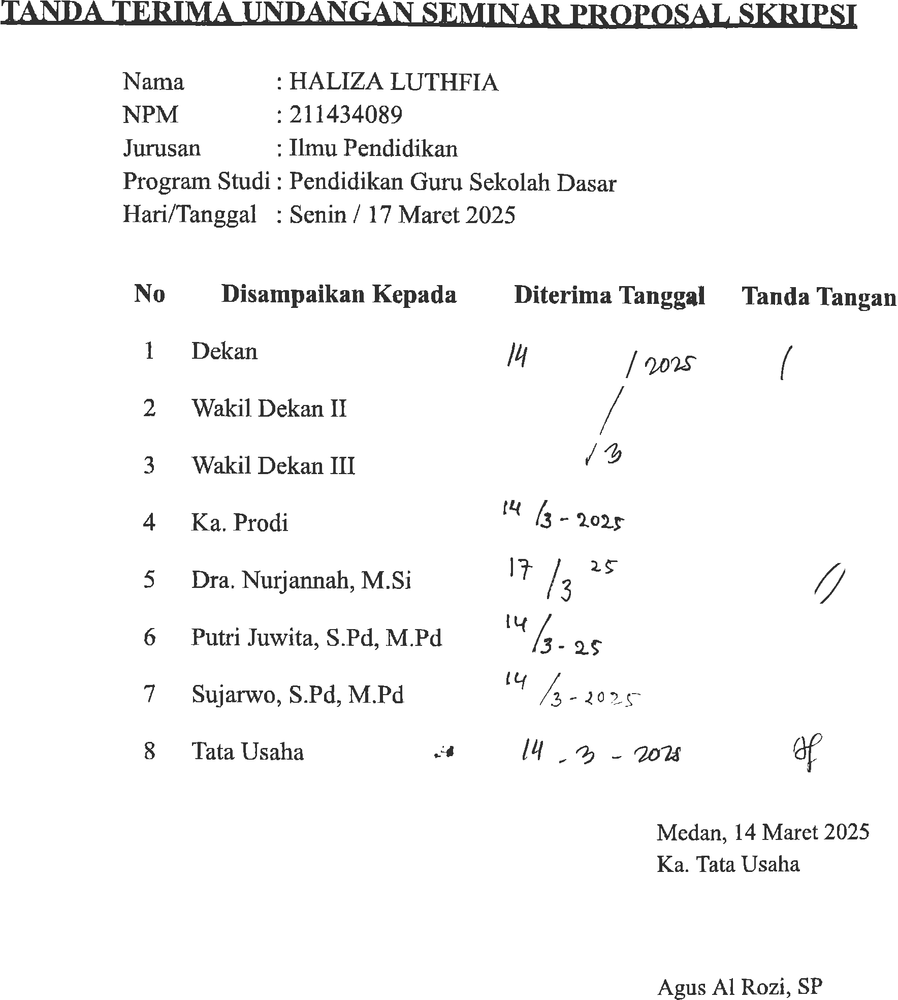 TANDA TERIMA UNDANGAN SEMINAR PROPOSAL SKRIPSI
Nama : HALIZA LUTHFIA
NPM : 211434089
Jurusan : Ilmu Pendidikan
Program Studi : Pendidikan Guru Sekolah Dasar
Hari/Tanggal : Senin / 17 Maret 2025
No Disampaikan Kepada Diterima Tanggal Tanda Tangan
1 Dekan 14 / 2025
2 Wakil Dekan II /
3 Wakil Dekan III 3
4 Ka. Prodi 14/3-2025
5 Dra. Nurjannah, M.Si 17/3 25
6 Putri Juwita, S.Pd, M.Pd 14/3-25
7 Sujarwo, S.Pd, M.Pd 14/3-2025
8 Tata Usaha 14-3-2025
Medan, 14 Maret 2025
Ka. Tata Usaha
Agus Al Rozi, SP